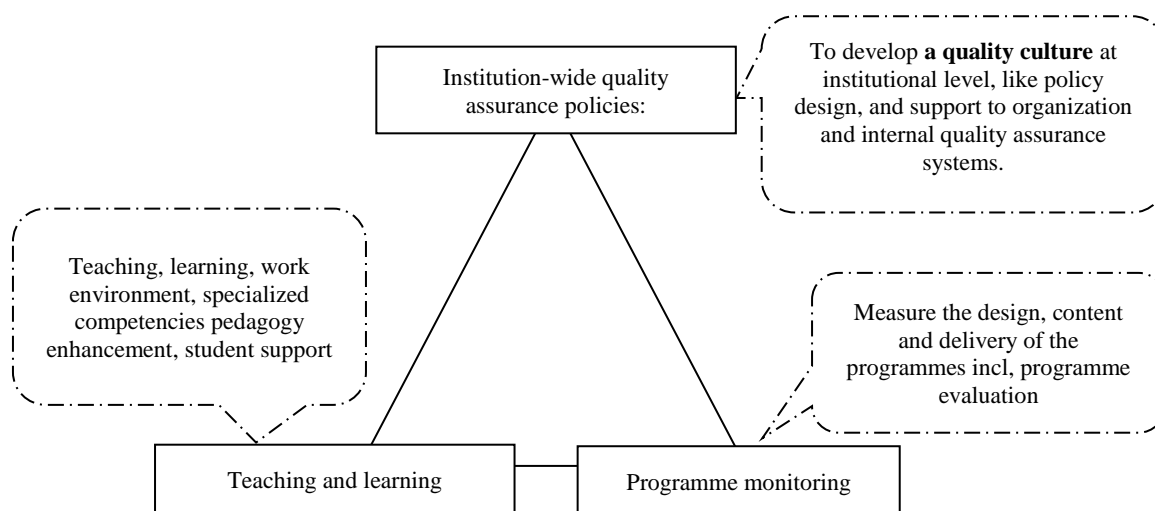 Institution-wide quality
assurance policies:
To develop a quality culture at
institutional level, like policy
design, and support to organization
and internal quality assurance
systems.
Teaching, learning, work
environment, specialized
competencies pedagogy
enhancement, student support
Measure the design, content
and delivery of the
programmes incl, programme
evaluation
Teaching and learning
Programme monitoring